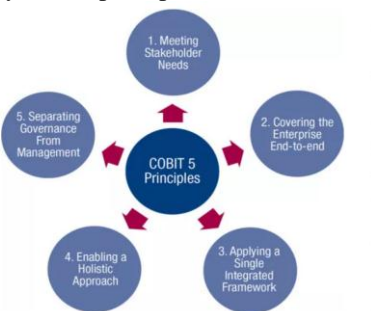 1. Meeting
Stakeholder
Needs
5. Separating
Governance
From
Management
2. Covering the
Enterprise
End-to-end
COBIT 5
Principles
4. Enabling a
Holistic
Approach
3. Applying a
Single
Integrated
Framework